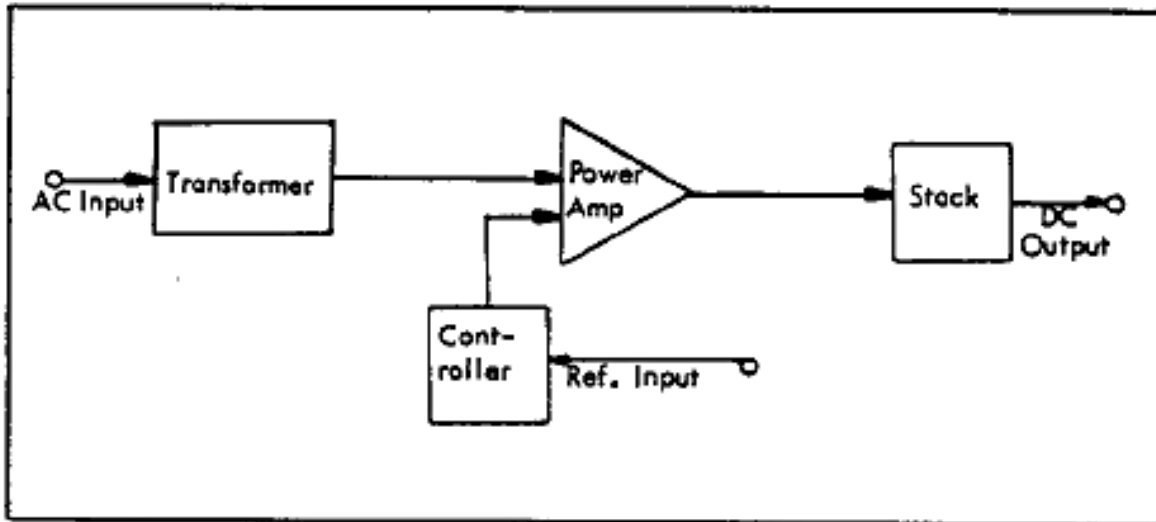 AC Input
Transformer
Power
Amp
Stack
DC
Output
Cont-
roller
Ref. Input